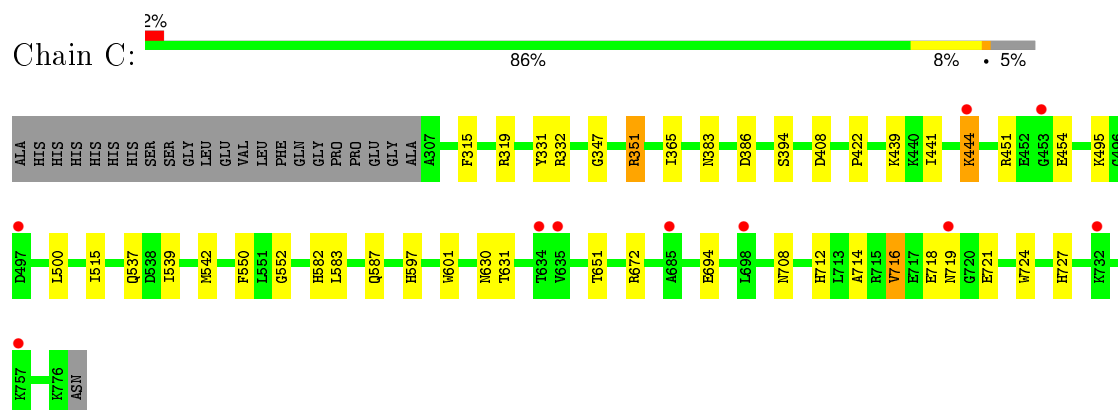 2%
Chain C:
86% 8% • 5%
ALA HIS HIS HIS HIS HIS HIS SER SER GLY LEU GLU VAL LEU PHE GLN GLY PRO PRO GLU GLY ALA A307 F315 R319 Y331 R332 G347 R351 I365 N383 D386 S394 D408 P422 K439 K440 I441 K444 R451 E452 G453 E454 K495
D497 L500 I515 Q537 D538 I539 M542 F550 L551 G552 H582 L583 Q587 H597 W601 N630 T631 T634 V635 T651 R672 A685 E694 L698 N708 H712 L713 A714 R715 V716 E717 E718 N719 G720 E721 W724 H727 K732
K757 K776 ASN